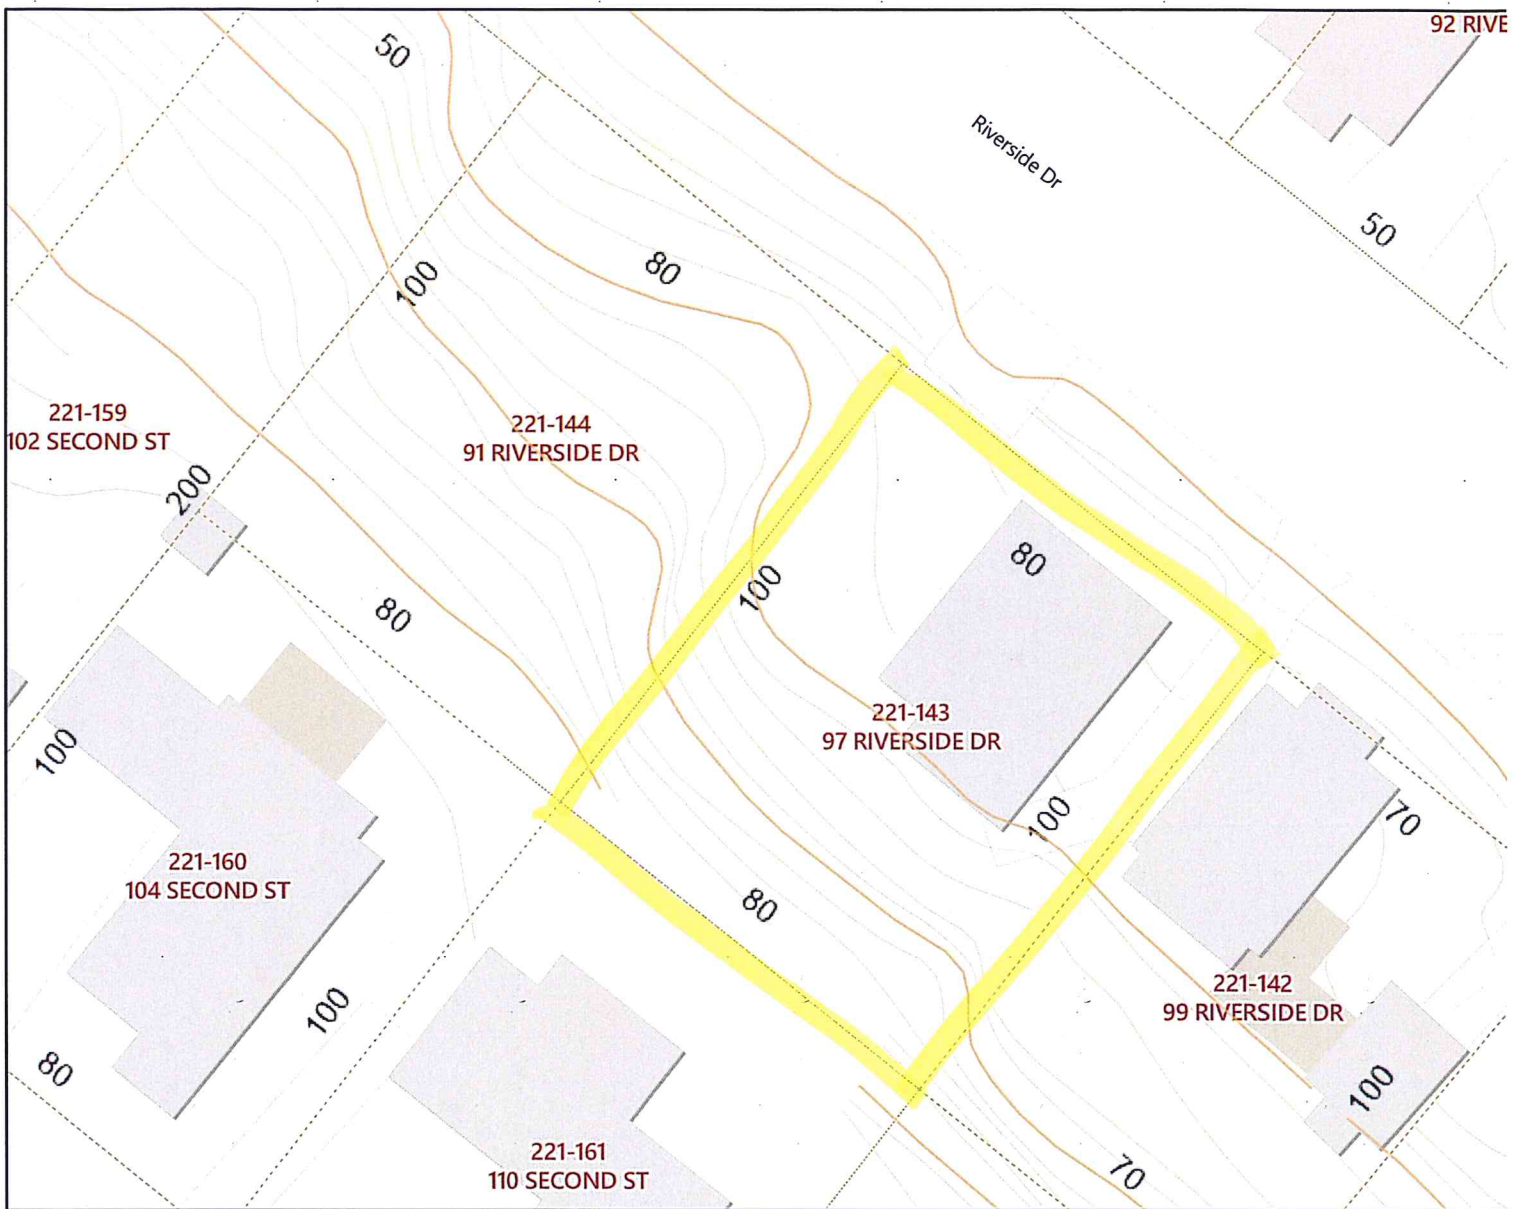 92 RIVE
50
Riverside Dr
50
80
100
221-159
102 SECOND ST
221-144
91 RIVERSIDE DR
200
80
100
80
221-143
97 RIVERSIDE DR
100
100
70
221-160
104 SECOND ST
80
221-142
99 RIVERSIDE DR
100
80
100
221-161
110 SECOND ST
70